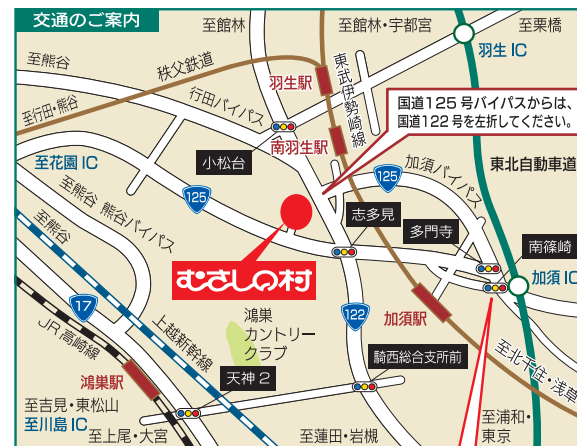 交通のご案内
至館林
至館林・宇都宮
至栗橋
羽生IC
至熊谷
秩父鉄道
東武伊勢崎線
羽生駅
至行田・熊谷
行田バイパス
国道125号バイパスからは、
国道122号を左折してください。
小松台
南羽生駅
加須バイパス
東北自動車道
至花園IC
125
125
至熊谷 熊谷バイパス
志多見
多門寺
南篠崎
至熊谷
むさしの村
加須IC
17
122
加須駅
JR高崎線
上越新幹線
鴻巣
カントリー
クラブ
騎西総合支所前
至北千住・浅草
鴻巣駅
天神2
至吉見・東松山
至川島IC
至上尾・大宮
至蓮田・岩槻
至浦和・
東京